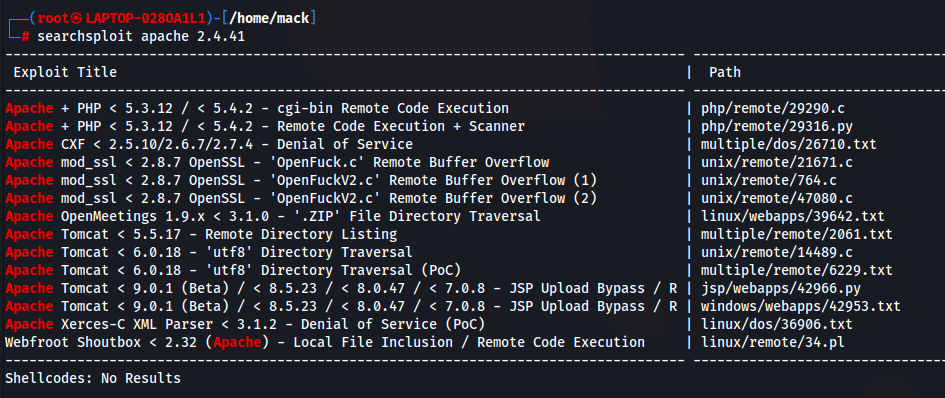 (root㉿LAPTOP-028OA1L1)-[/home/mack]
# searchsploit apache 2.4.41
Exploit Title | Path
Apache + PHP < 5.3.12 / < 5.4.2 - cgi-bin Remote Code Execution | php/remote/29290.c
Apache + PHP < 5.3.12 / < 5.4.2 - Remote Code Execution + Scanner | php/remote/29316.py
Apache CXF < 2.5.10/2.6.7/2.7.4 - Denial of Service | multiple/dos/26710.txt
Apache mod_ssl < 2.8.7 OpenSSL - 'OpenFuck.c' Remote Buffer Overflow | unix/remote/21671.c
Apache mod_ssl < 2.8.7 OpenSSL - 'OpenFuckV2.c' Remote Buffer Overflow (1) | unix/remote/764.c
Apache mod_ssl < 2.8.7 OpenSSL - 'OpenFuckV2.c' Remote Buffer Overflow (2) | unix/remote/47080.c
Apache OpenMeetings 1.9.x < 3.1.0 - '.ZIP' File Directory Traversal | linux/webapps/39642.txt
Apache Tomcat < 5.5.17 - Remote Directory Listing | multiple/remote/2061.txt
Apache Tomcat < 6.0.18 - 'utf8' Directory Traversal | unix/remote/14489.c
Apache Tomcat < 6.0.18 - 'utf8' Directory Traversal (PoC) | multiple/remote/6229.txt
Apache Tomcat < 9.0.1 (Beta) / < 8.5.23 / < 8.0.47 / < 7.0.8 - JSP Upload Bypass / R | jsp/webapps/42966.py
Apache Tomcat < 9.0.1 (Beta) / < 8.5.23 / < 8.0.47 / < 7.0.8 - JSP Upload Bypass / R | windows/webapps/42953.txt
Apache Xerces-C XML Parser < 3.1.2 - Denial of Service (PoC) | linux/dos/36906.txt
Webfroot Shoutbox < 2.32 (Apache) - Local File Inclusion / Remote Code Execution | linux/remote/34.pl
Shellcodes: No Results